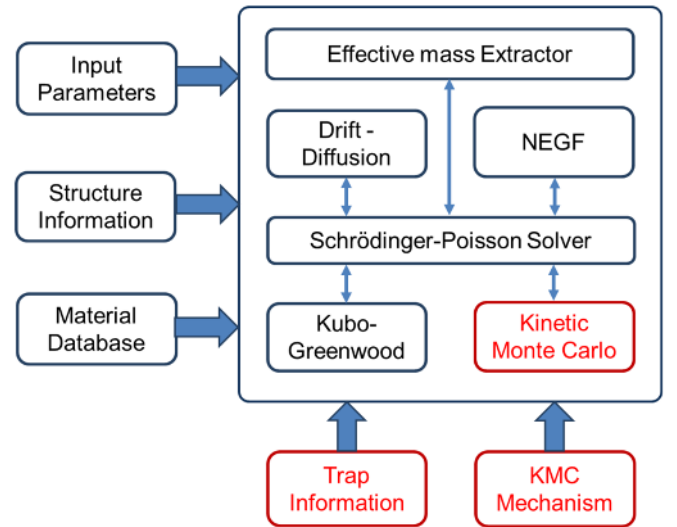 Input
Parameters
Structure
Information
Material
Database
Effective mass Extractor
Drift -
Diffusion
NEGF
Schrödinger-Poisson Solver
Kubo-
Greenwood
Kinetic
Monte Carlo
Trap
Information
KMC
Mechanism